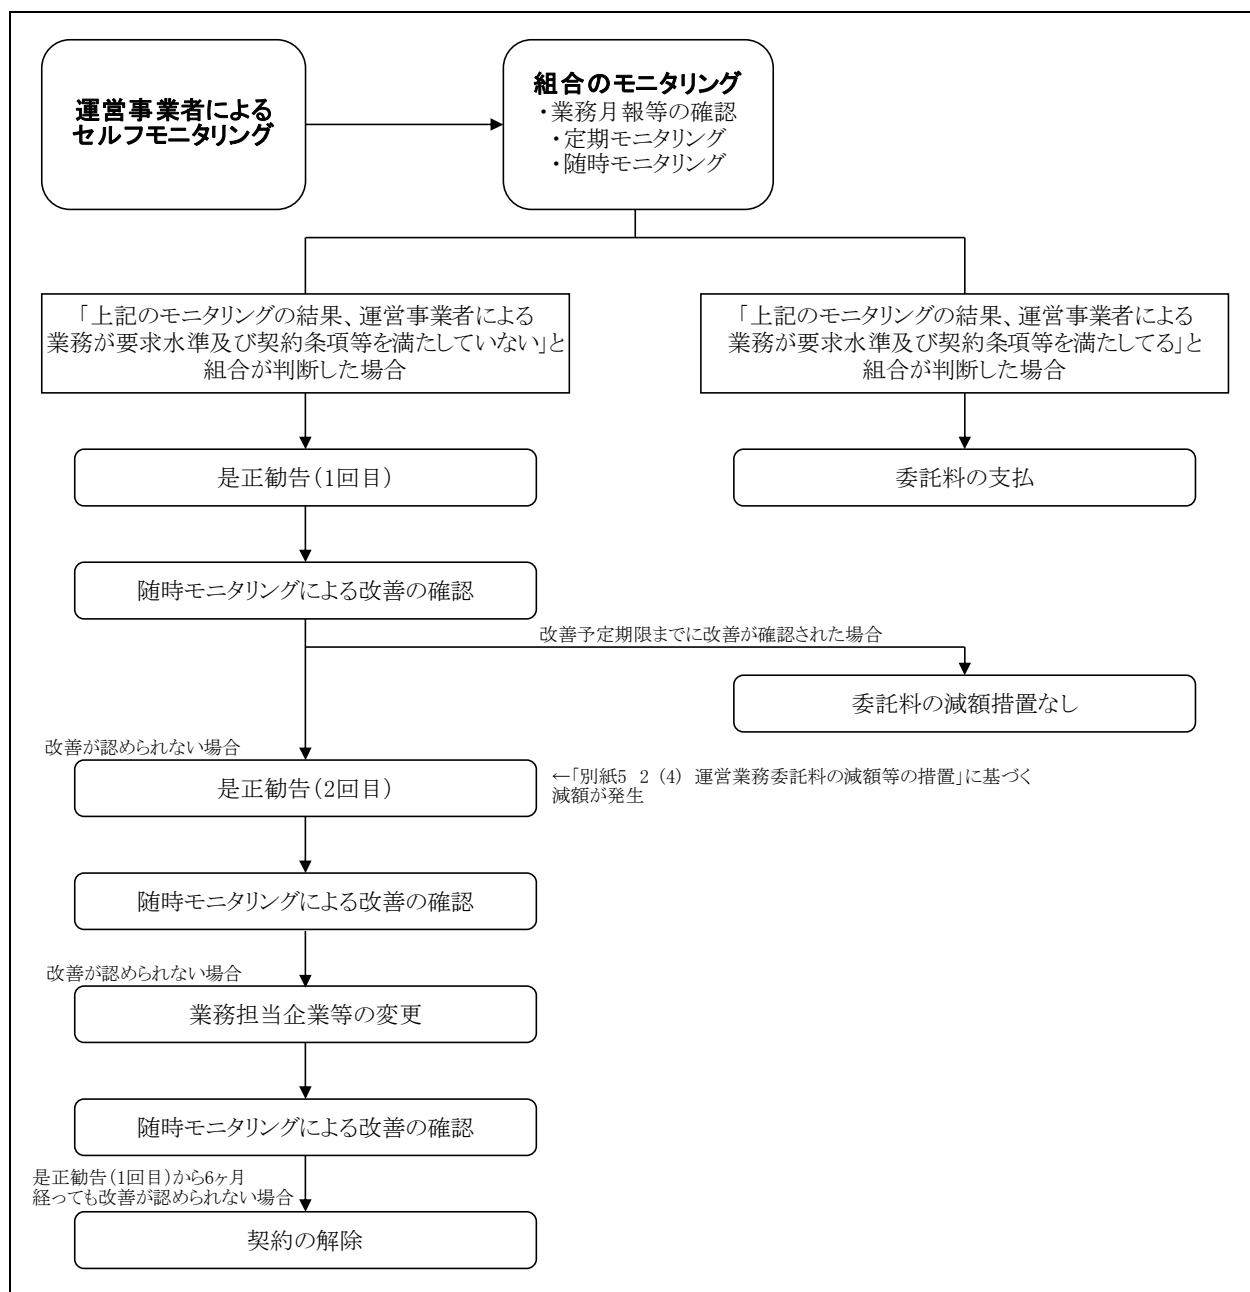 運営事業者による
セルフモニタリング
組合のモニタリング
・業務月報等の確認
・定期モニタリング
・随時モニタリング
「上記のモニタリングの結果、運営事業者による
業務が要求水準及び契約条項等を満たしていない」と
組合が判断した場合
「上記のモニタリングの結果、運営事業者による
業務が要求水準及び契約条項等を満たしてる」と
組合が判断した場合
是正勧告（1回目）
委託料の支払
随時モニタリングによる改善の確認
改善予定期限までに改善が確認された場合
委託料の減額措置なし
改善が認められない場合
是正勧告（2回目）
←「別紙5 2 (4) 運営業務委託料の減額等の措置」に基づく
減額が発生
随時モニタリングによる改善の確認
改善が認められない場合
業務担当企業等の変更
随時モニタリングによる改善の確認
是正勧告（1回目）から6ヶ月
経っても改善が認められない場合
契約の解除